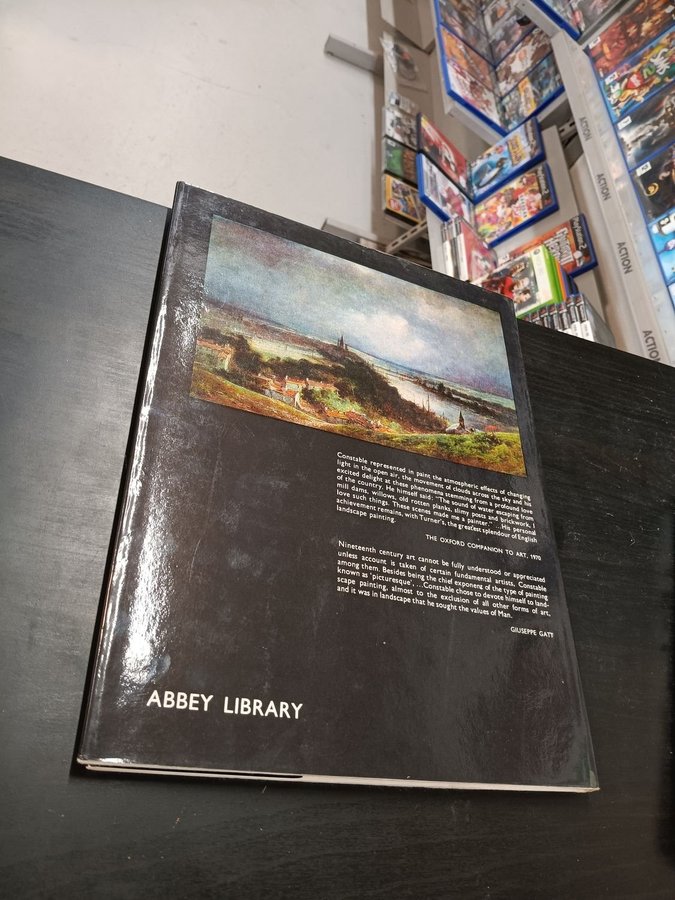 ACTION
ACTION
ACTION
ACTION
Constable represented in paint the atmospheric effects of changing
light in the open air, the movement of clouds across the sky and his
excited delight at these phenomena stemming from a profound love
of the country. He himself said: "The sound of water escaping from
mill dams, willows, old rotten planks, slimy posts and brickwork, I
love such things. These scenes made me a painter." ...His personal
achievement remains, with Turner's, the greatest splendour of English
landscape painting.
THE OXFORD COMPANION TO ART, 1970
Nineteenth century art cannot be fully understood or appreciated
unless account is taken of certain fundamental artists, Constable
among them. Besides being the chief exponent of the type of painting
known as 'picturesque', ...Constable chose to devote himself to land-
scape painting, almost to the exclusion of all other forms of art,
and it was in landscape that he sought the values of Man.
GIUSEPPE GATT
ABBEY LIBRARY